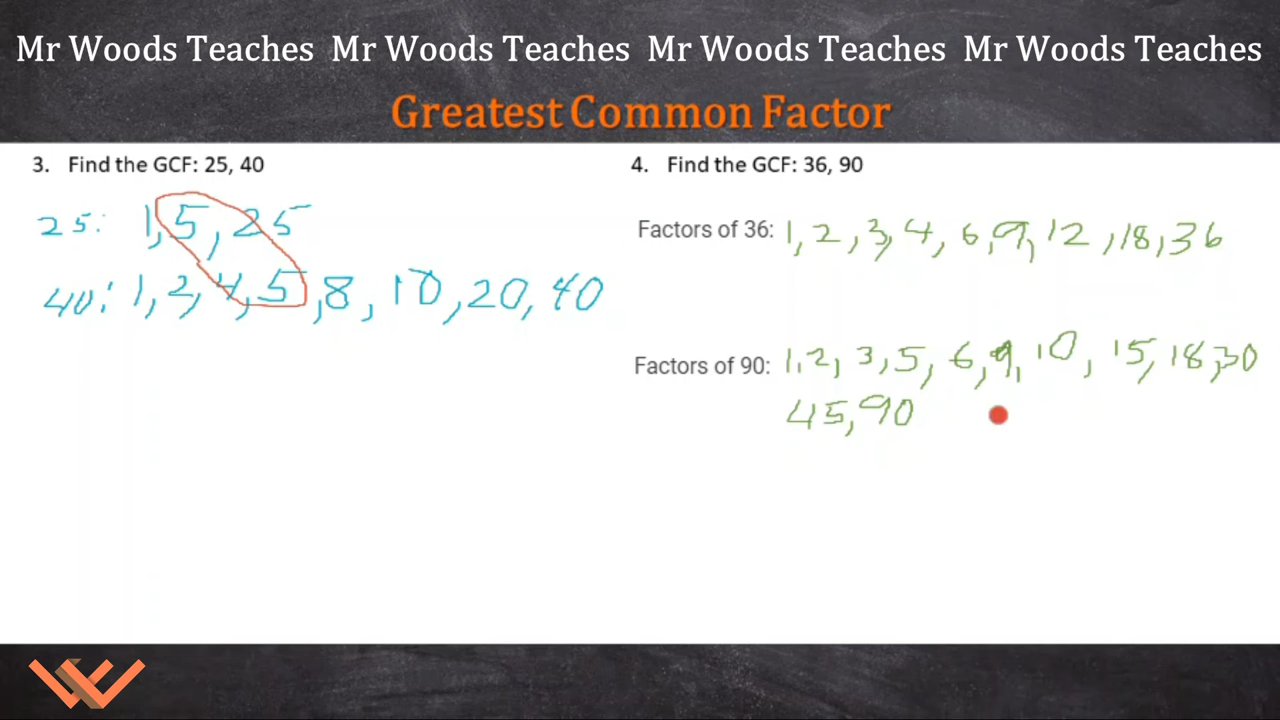 Mr Woods Teaches Mr Woods Teaches Mr Woods Teaches Mr Woods Teaches
Greatest Common Factor
3. Find the GCF: 25, 40
25: 1, 5, 25
40: 1, 2, 4, 5, 8, 10, 20, 40
4. Find the GCF: 36, 90
Factors of 36: 1, 2, 3, 4, 6, 9, 12, 18, 36
Factors of 90: 1, 2, 3, 5, 6, 9, 10, 15, 18, 30
45, 90